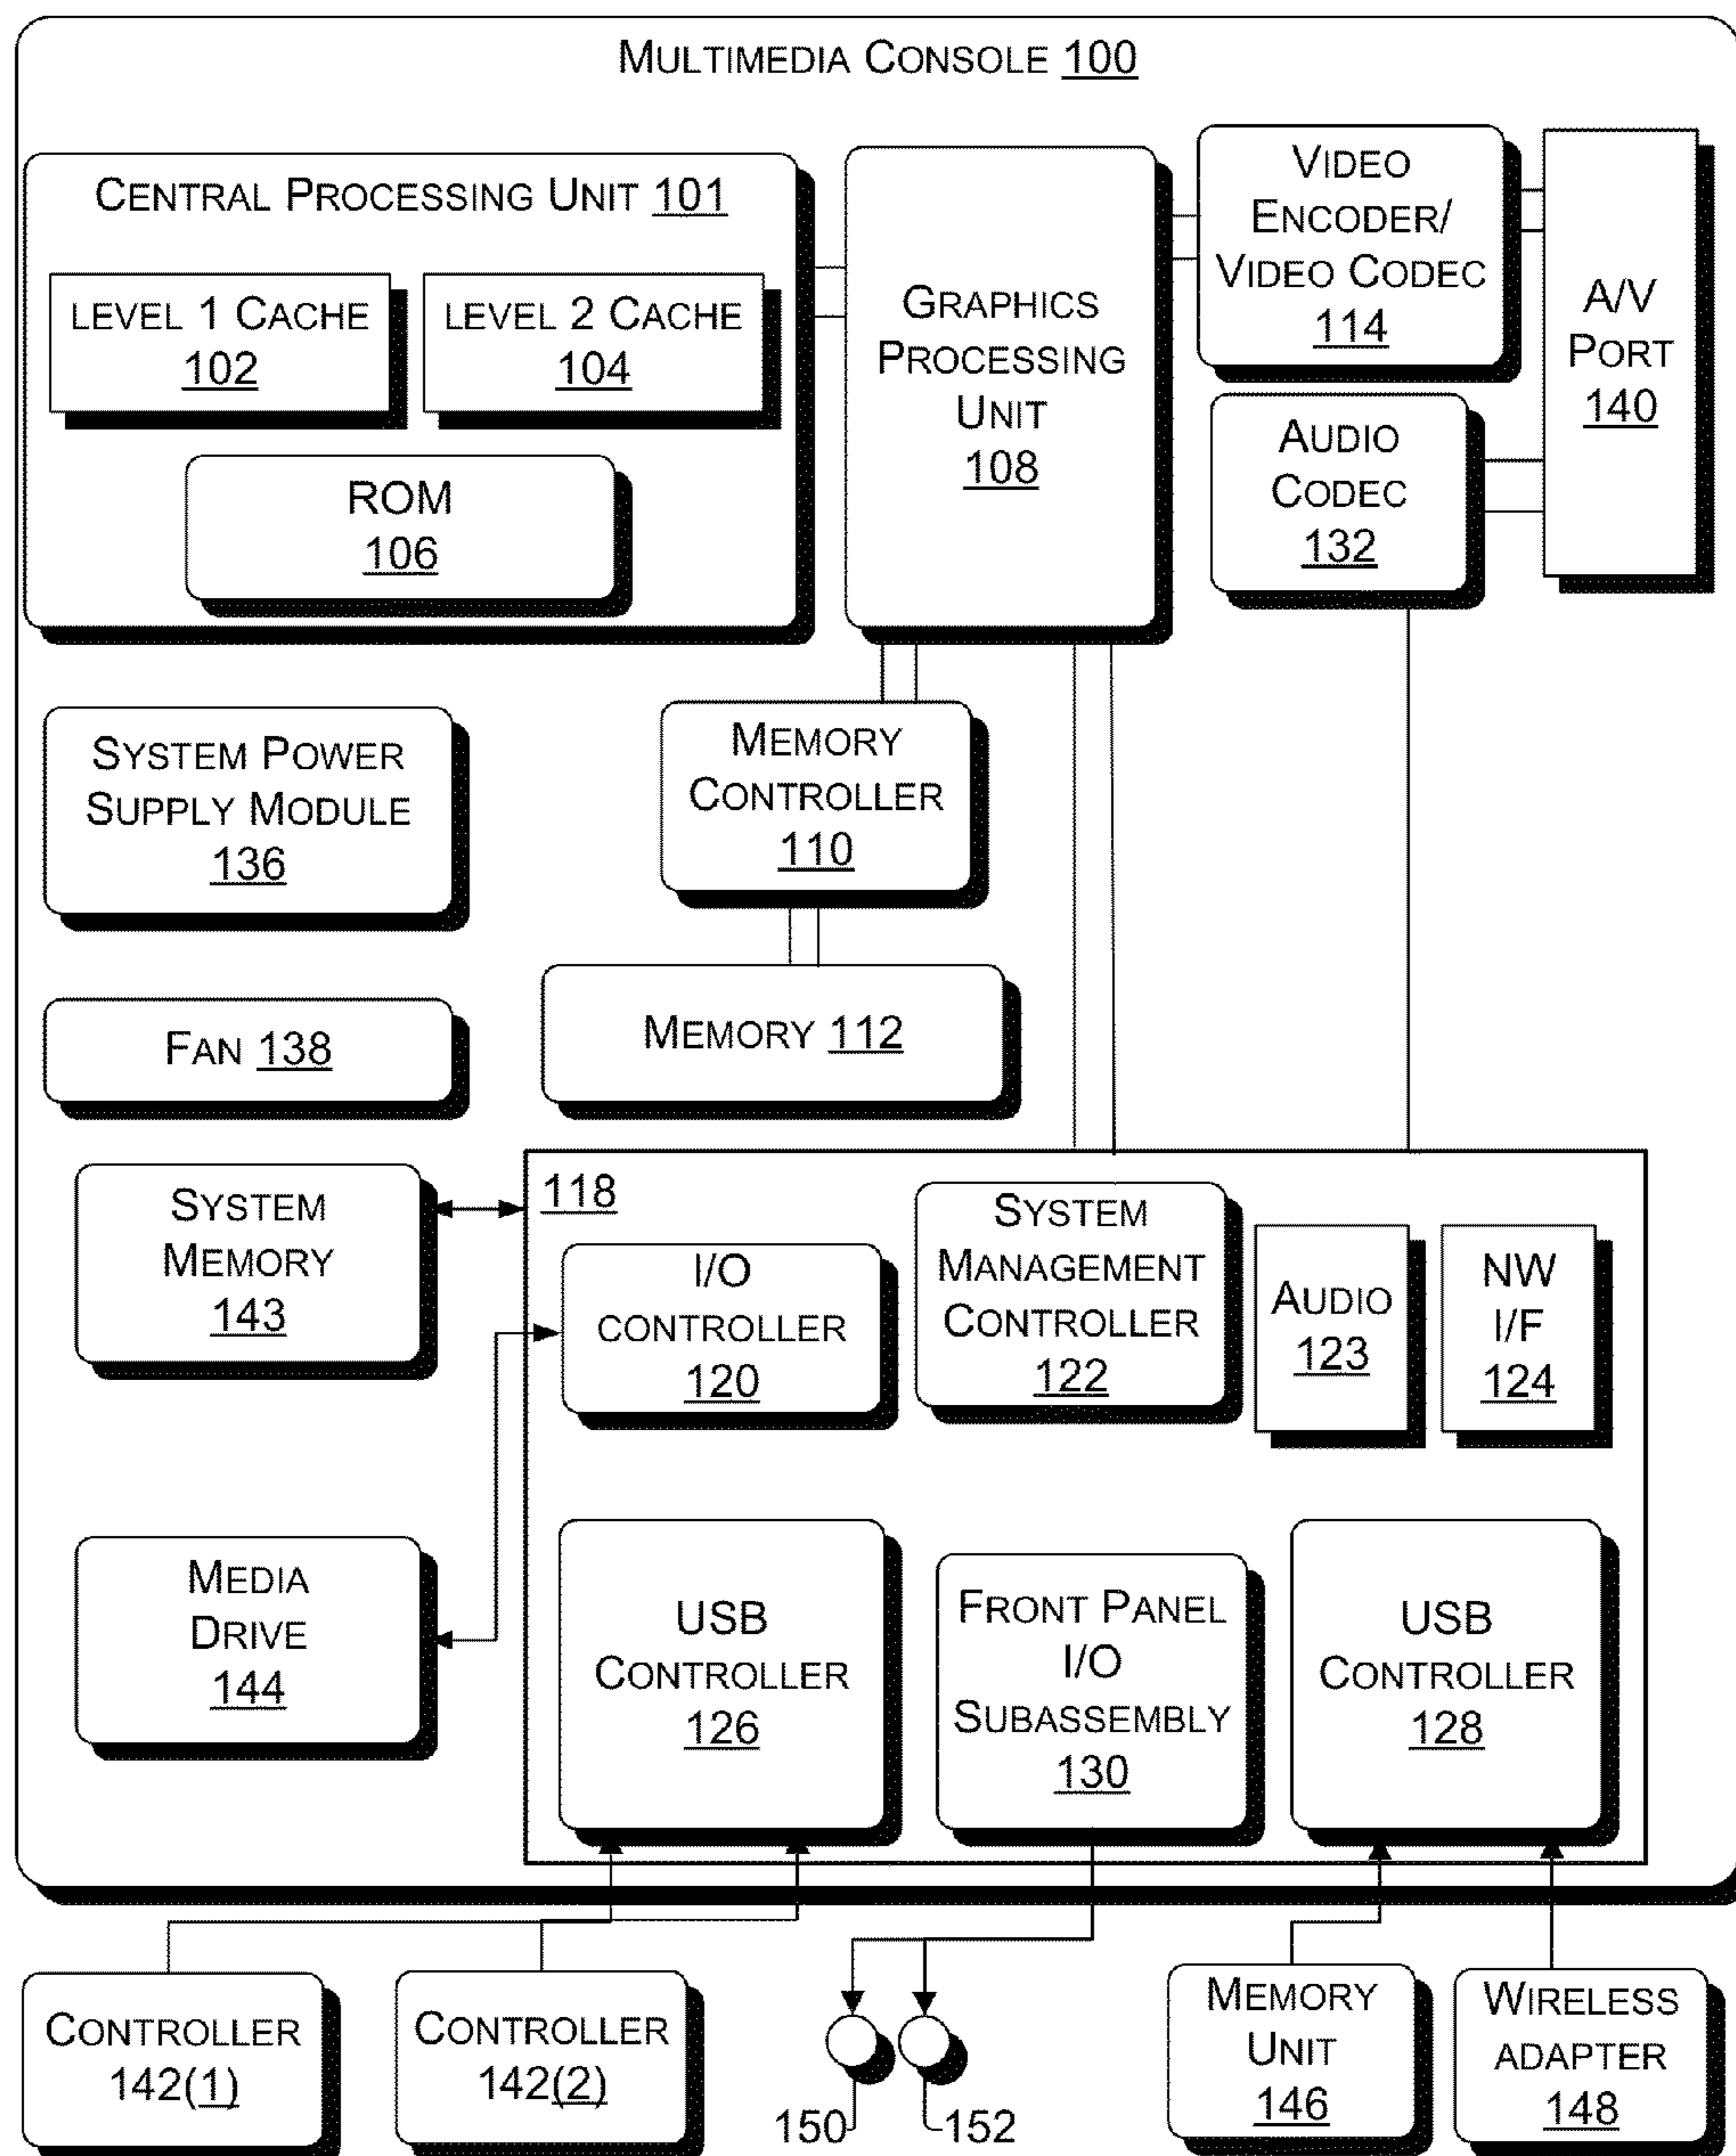 MULTIMEDIA CONSOLE 100
CENTRAL PROCESSING UNIT 101
LEVEL 1 CACHE
102
LEVEL 2 CACHE
104
ROM
106
GRAPHICS
PROCESSING
UNIT
108
VIDEO
ENCODER/
VIDEO CODEC
114
AUDIO
CODEC
132
A/V
PORT
140
SYSTEM POWER
SUPPLY MODULE
136
MEMORY
CONTROLLER
110
FAN 138
MEMORY 112
SYSTEM
MEMORY
143
118
I/O
CONTROLLER
120
SYSTEM
MANAGEMENT
CONTROLLER
122
AUDIO
123
NW
I/F
124
MEDIA
DRIVE
144
USB
CONTROLLER
126
FRONT PANEL
I/O
SUBASSEMBLY
130
USB
CONTROLLER
128
CONTROLLER
142(1)
CONTROLLER
142(2)
150
152
MEMORY
UNIT
146
WIRELESS
ADAPTER
148